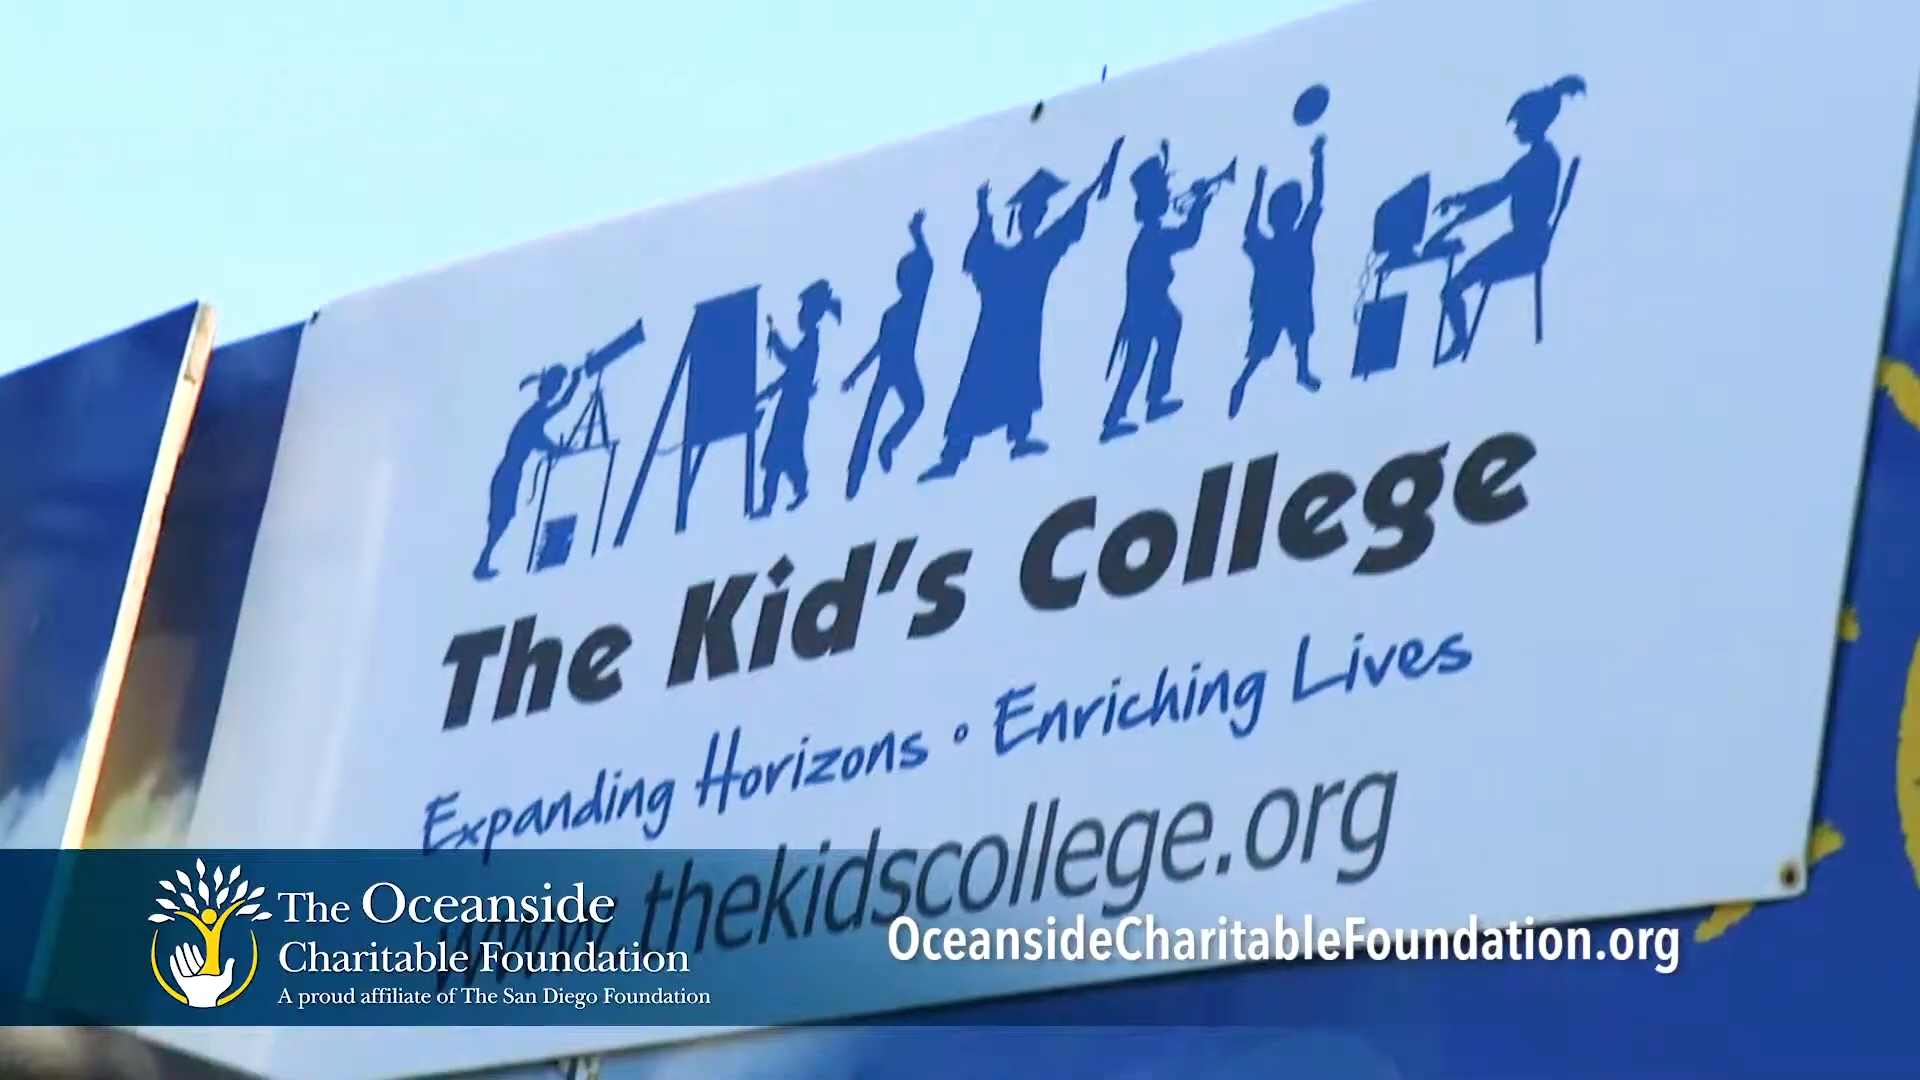 The Kid's College
Expanding Horizons • Enriching Lives
www.thekidscollege.org
The Oceanside
Charitable Foundation
A proud affiliate of The San Diego Foundation
OceansideCharitableFoundation.org